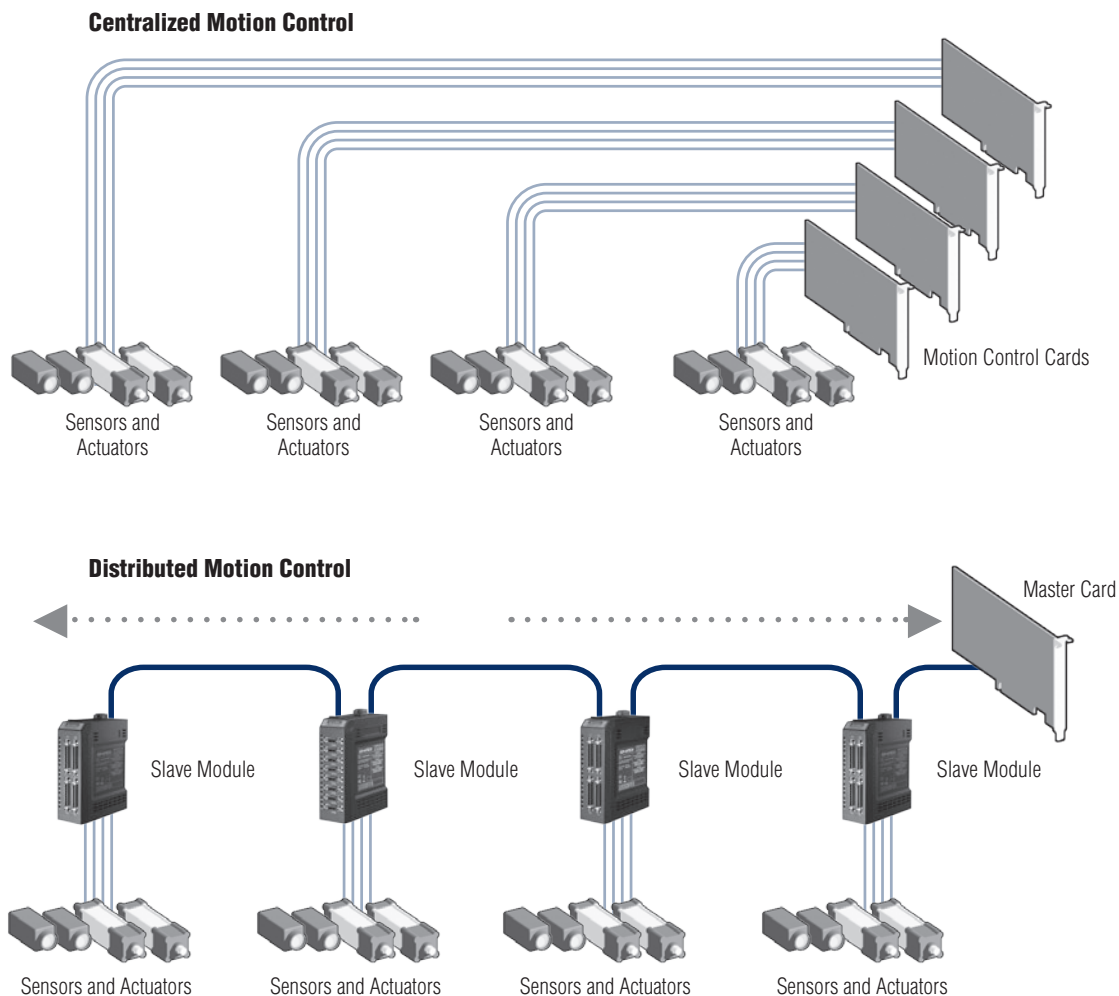 Centralized Motion Control
Motion Control Cards
Sensors and
Actuators
Sensors and
Actuators
Sensors and
Actuators
Sensors and
Actuators
Distributed Motion Control
Master Card
Slave Module
Slave Module
Slave Module
Slave Module
Sensors and Actuators
Sensors and Actuators
Sensors and Actuators
Sensors and Actuators